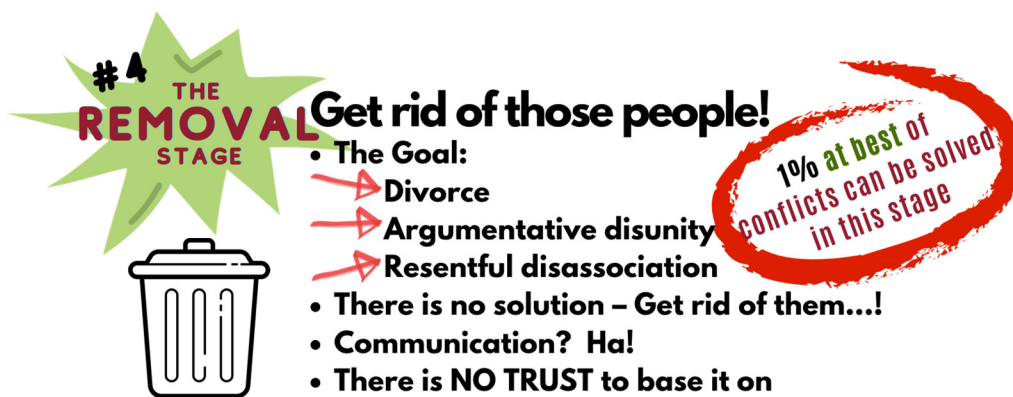 #4
THE
REMOVAL
STAGE
Get rid of those people!
• The Goal:
Divorce
Argumentative disunity
Resentful disassociation
• There is no solution – Get rid of them...!
• Communication? Ha!
• There is NO TRUST to base it on
1% at best of
conflicts can be solved
in this stage